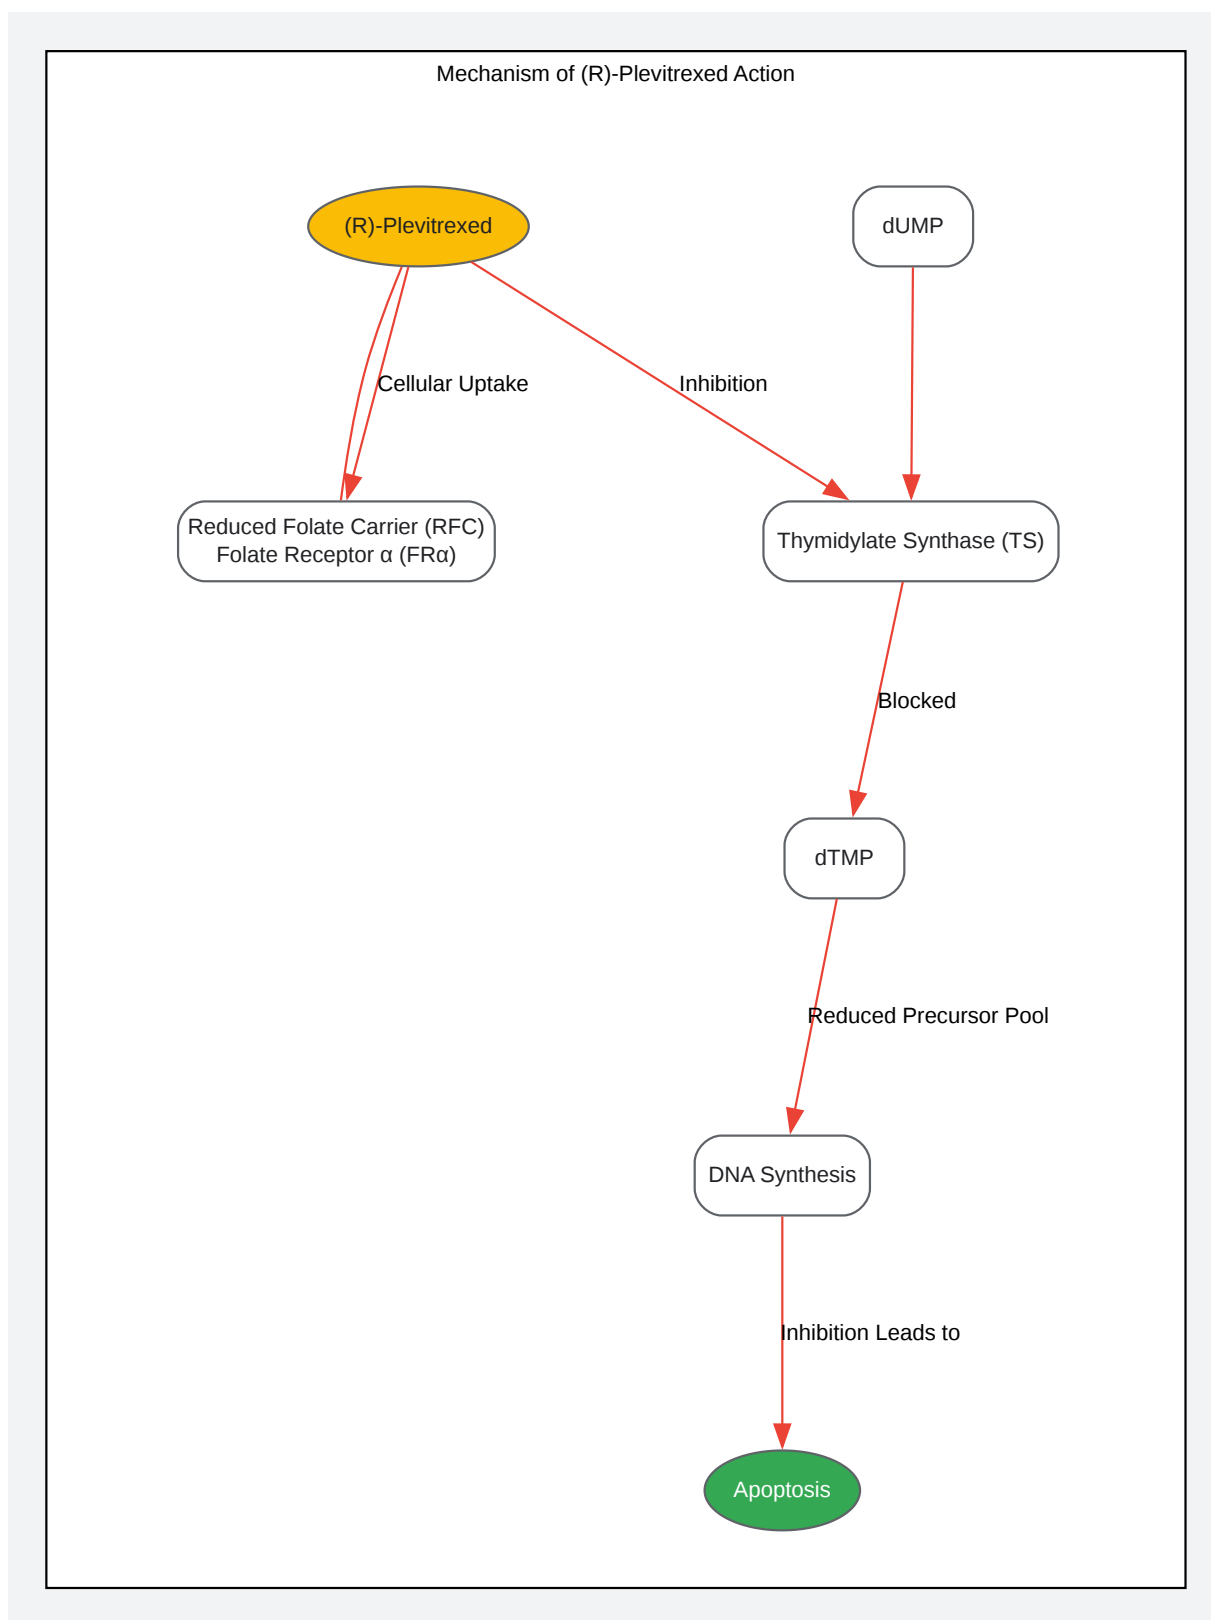 Mechanism of (R)-Plevitrexed Action
(R)-Plevitrexed
dUMP
Cellular Uptake
Inhibition
Reduced Folate Carrier (RFC)
Folate Receptor α (FRα)
Thymidylate Synthase (TS)
Blocked
dTMP
Reduced Precursor Pool
DNA Synthesis
Inhibition Leads to
Apoptosis